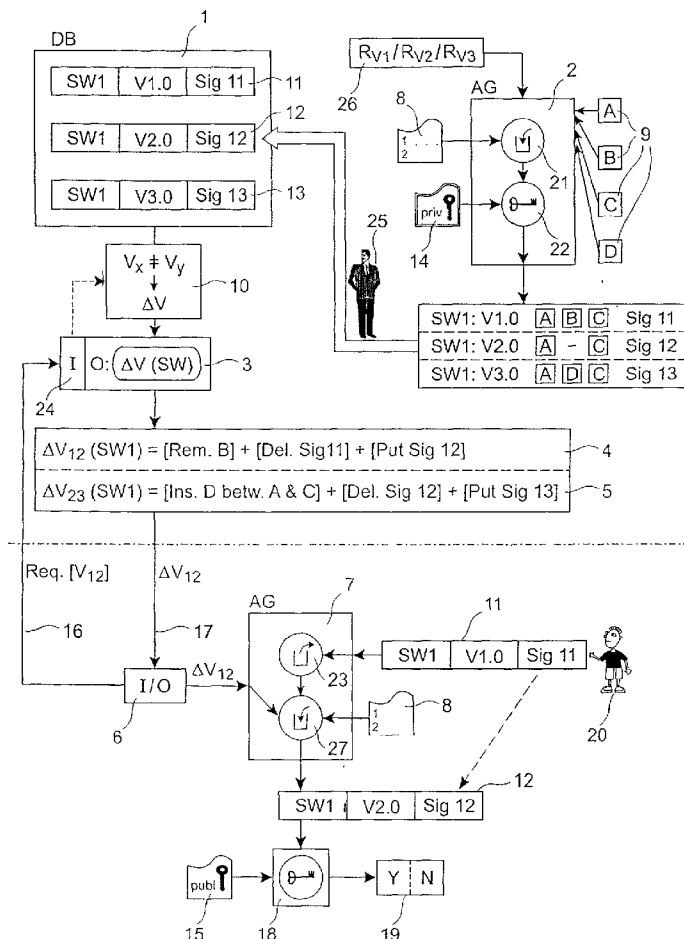 1
DB
SW1 V1.0 Sig 11 11
SW1 V2.0 Sig 12 12
SW1 V3.0 Sig 13 13
RV1/RV2/RV3
26
AG 2
8
1
2
21
priv
14
22
A
B
C
D
9
25
Vx ≠ Vy
ΔV
10
I O: ΔV (SW) 3
24
SW1: V1.0 A B C Sig 11
SW1: V2.0 A – C Sig 12
SW1: V3.0 A D C Sig 13
ΔV12 (SW1) = [Rem. B] + [Del. Sig11] + [Put Sig 12] 4
ΔV23 (SW1) = [Ins. D betw. A & C] + [Del. Sig 12] + [Put Sig 13] 5
Req. [V12] ΔV12
16 17
I/O ΔV12
6
AG 7
23
11
SW1 V1.0 Sig 11
20
1
2
8
27
SW1 V2.0 Sig 12 12
publ
15
18
Y N
19